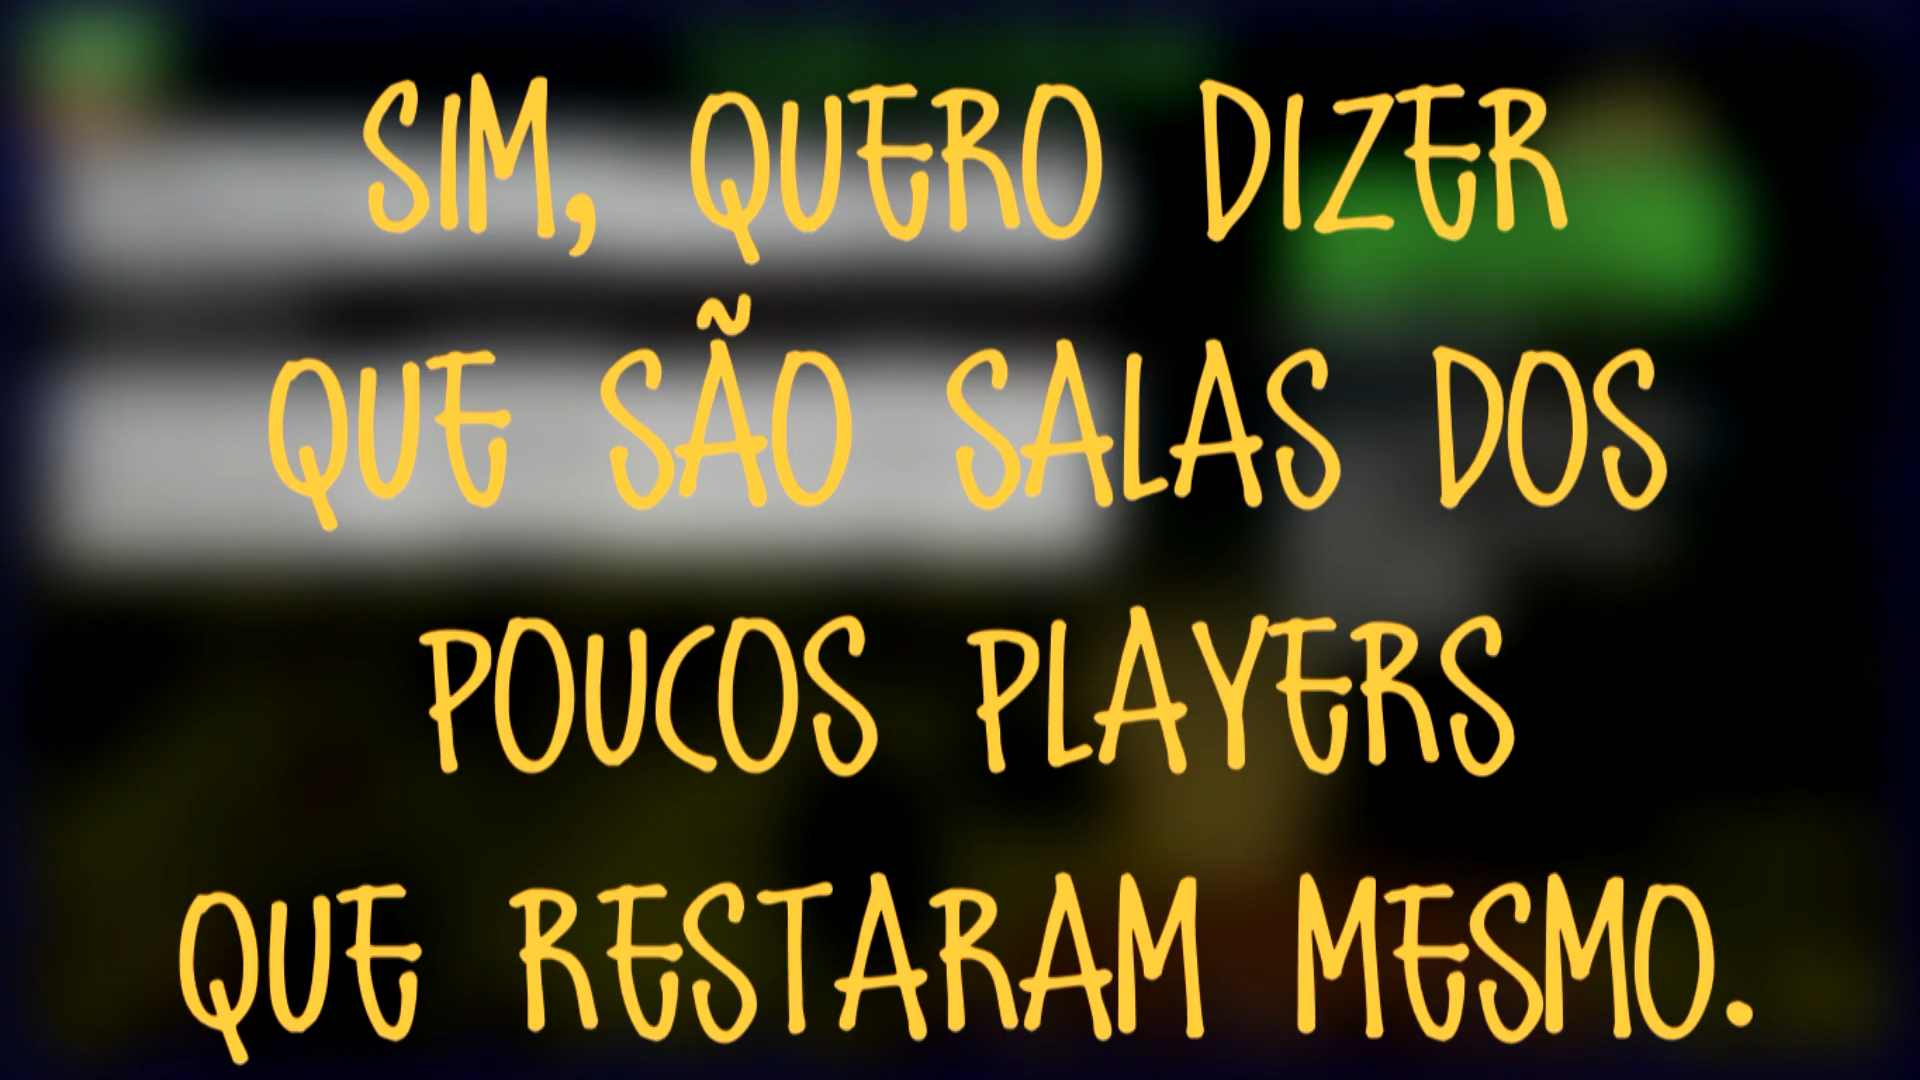 SIM, QUERO DIZER
QUE SÃO SALAS DOS
POUCOS PLAYERS
QUE RESTARAM MESMO.